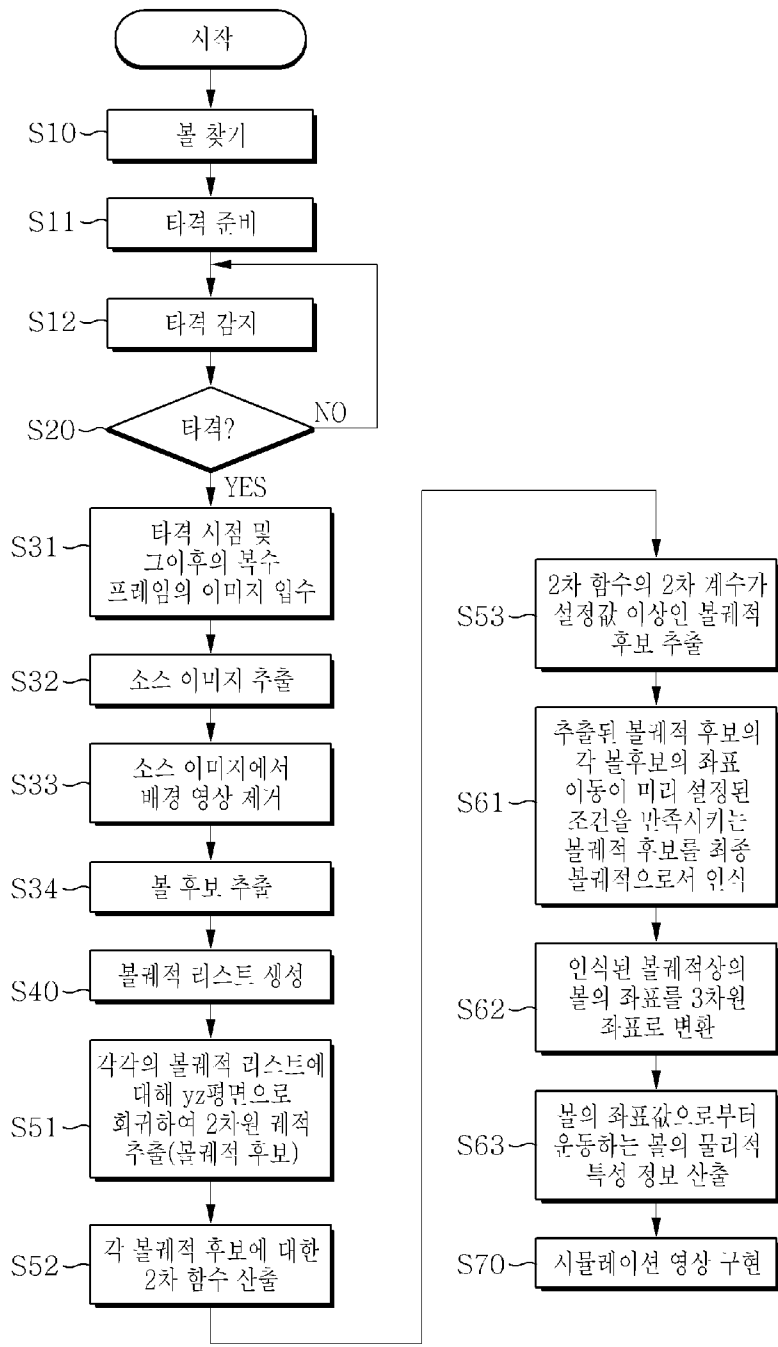 시작
S10
볼 찾기
S11
타격 준비
S12
타격 감지
S20
타격?
NO
YES
S31
타격 시점 및
그이후의 복수
프레임의 이미지 입수
S32
소스 이미지 추출
S33
소스 이미지에서
배경 영상 제거
S34
볼 후보 추출
S40
볼궤적 리스트 생성
S51
각각의 볼궤적 리스트에
대해 yz평면으로
회귀하여 2차원 궤적
추출(볼궤적 후보)
S52
각 볼궤적 후보에 대한
2차 함수 산출
S53
2차 함수의 2차 계수가
설정값 이상인 볼궤적
후보 추출
S61
추출된 볼궤적 후보의
각 볼후보의 좌표
이동이 미리 설정된
조건을 만족시키는
볼궤적 후보를 최종
볼궤적으로서 인식
S62
인식된 볼궤적상의
볼의 좌표를 3차원
좌표로 변환
S63
볼의 좌표값으로부터
운동하는 볼의 물리적
특성 정보 산출
S70
시뮬레이션 영상 구현